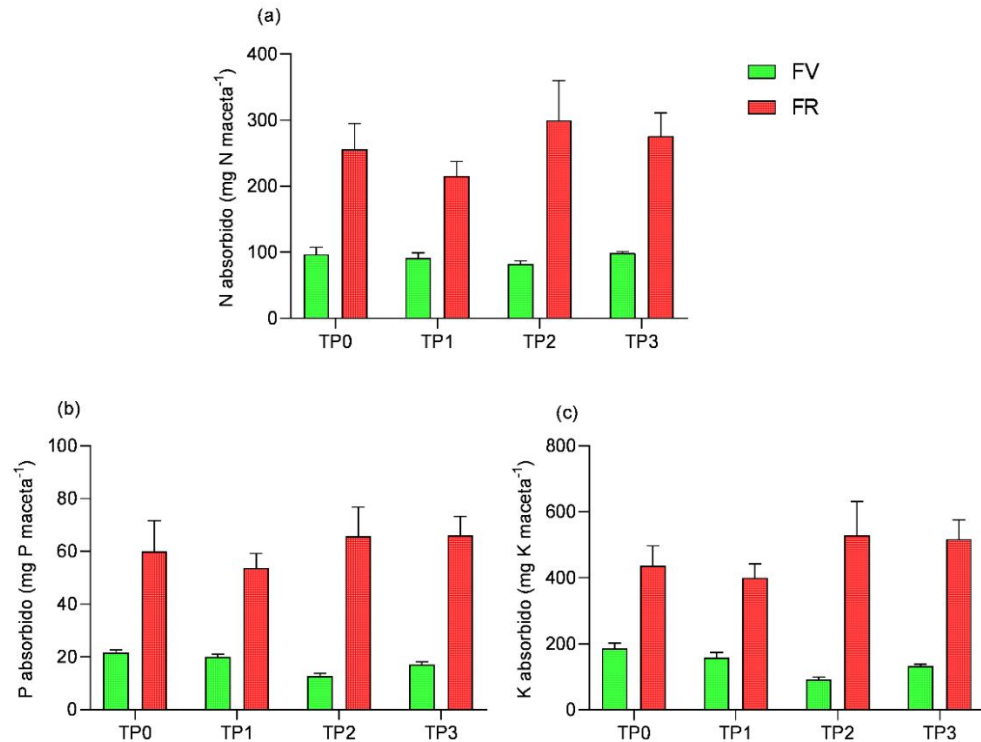 (a)
N absorbido (mg N maceta⁻¹)
400
300
200
100
0
TP0 TP1 TP2 TP3
FV
FR
(b)
P absorbido (mg P maceta⁻¹)
100
80
60
40
20
0
TP0 TP1 TP2 TP3
(c)
K absorbido (mg K maceta⁻¹)
800
600
400
200
0
TP0 TP1 TP2 TP3